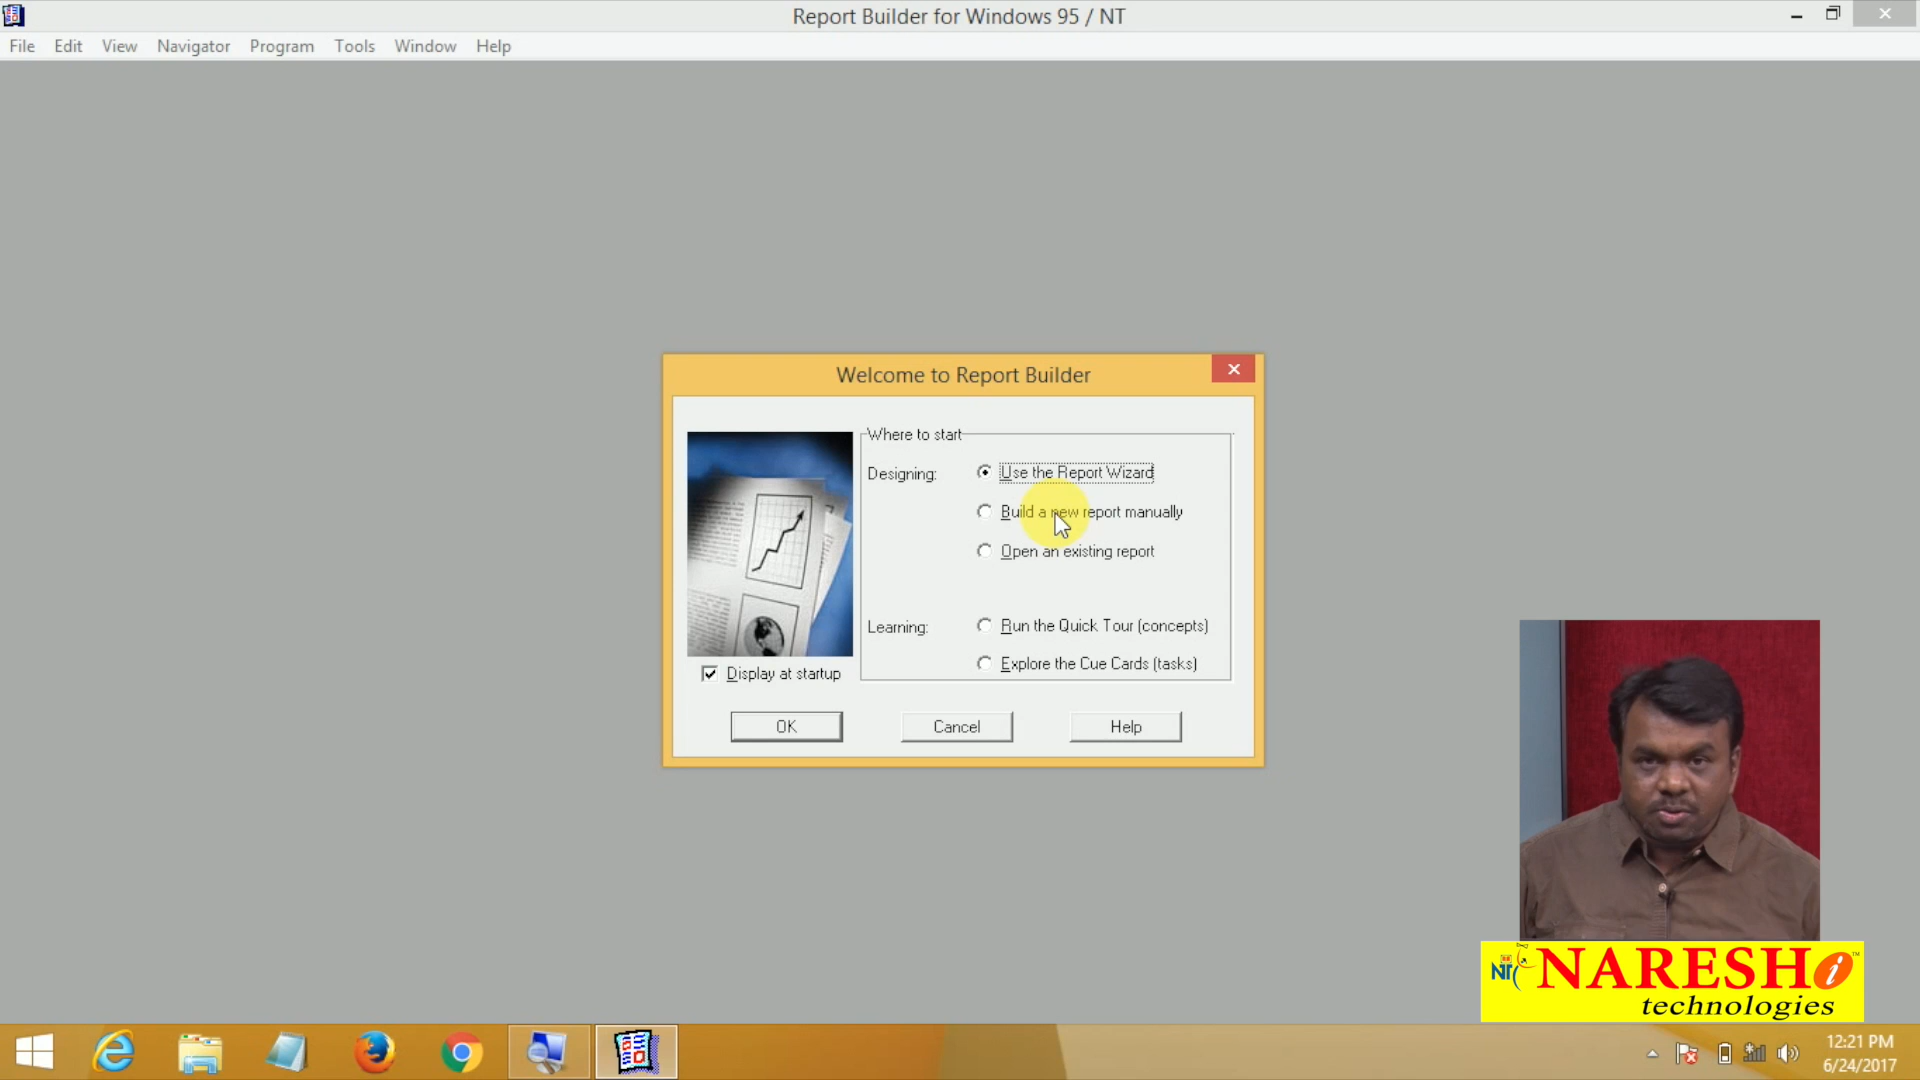 Report Builder for Windows 95 / NT
File Edit View Navigator Program Tools Window Help
Welcome to Report Builder
Where to start
Designing:
Use the Report Wizard
Build a new report manually
Open an existing report
Learning:
Run the Quick Tour (concepts)
Explore the Cue Cards (tasks)
Display at startup
OK
Cancel
Help
NARESH i
technologies
12:21 PM
6/24/2017